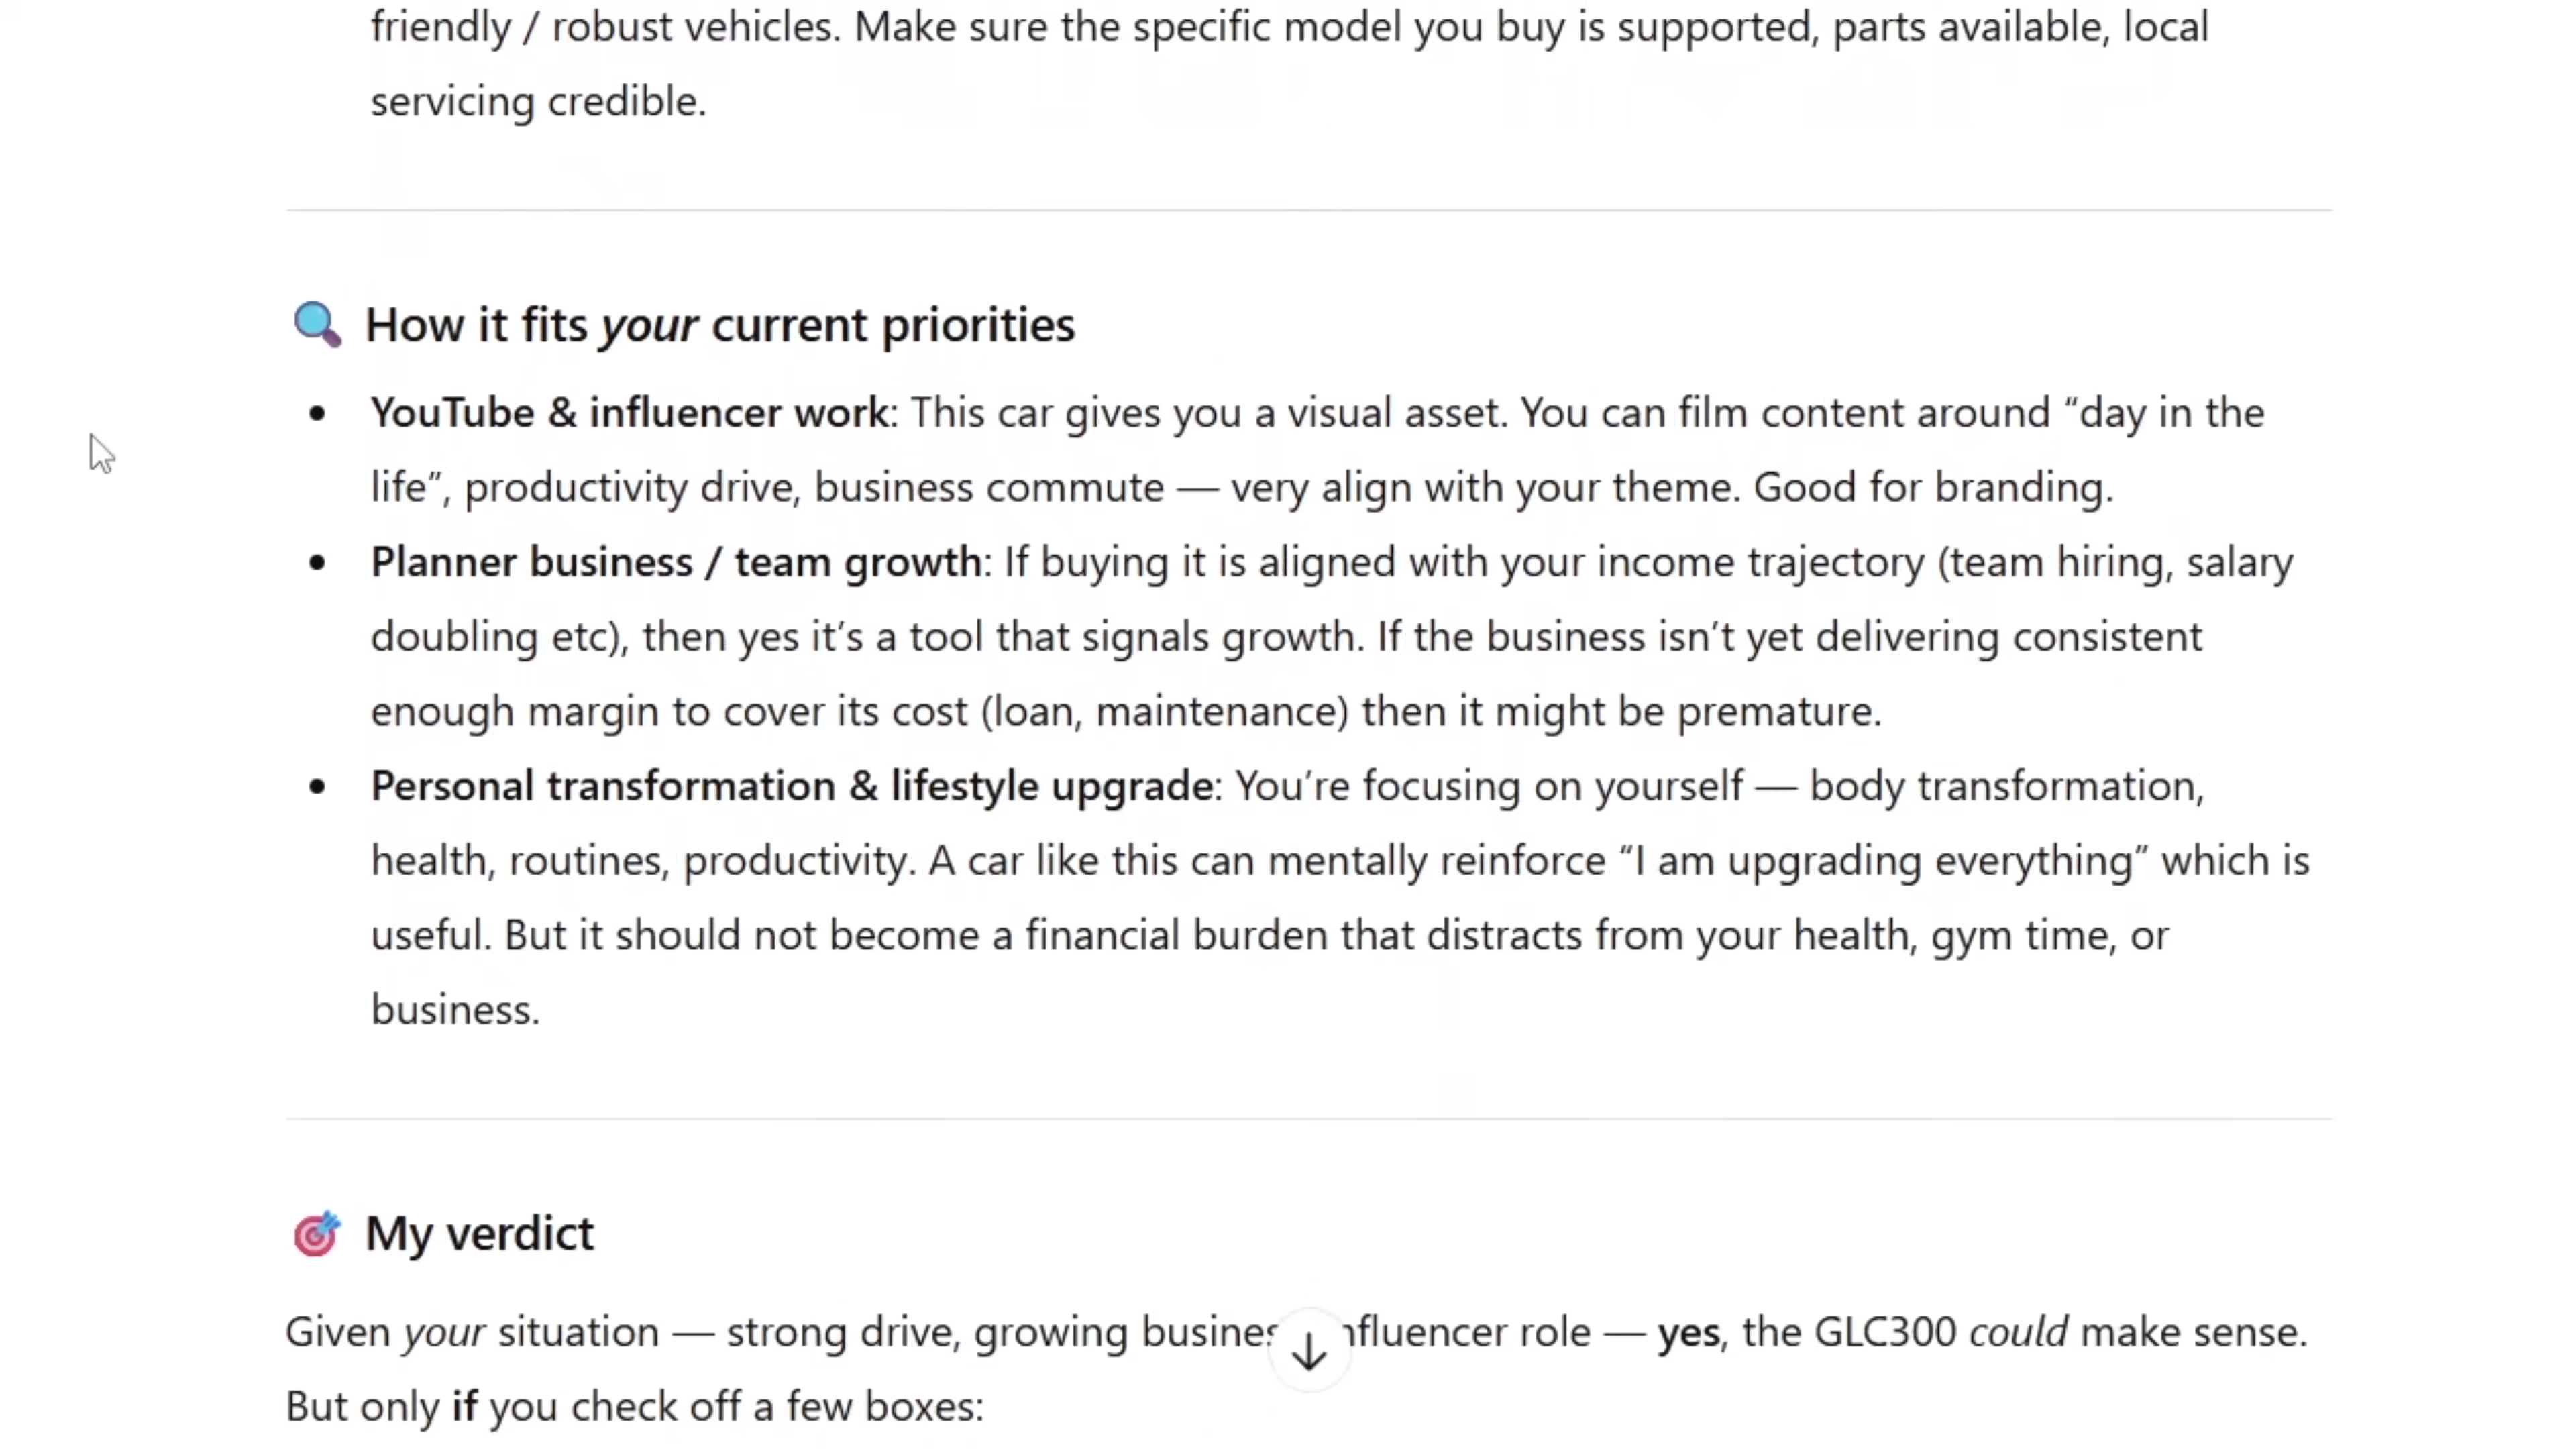 friendly / robust vehicles. Make sure the specific model you buy is supported, parts available, local
servicing credible.
How it fits your current priorities
• YouTube & influencer work: This car gives you a visual asset. You can film content around “day in the
life”, productivity drive, business commute — very align with your theme. Good for branding.
• Planner business / team growth: If buying it is aligned with your income trajectory (team hiring, salary
doubling etc), then yes it’s a tool that signals growth. If the business isn’t yet delivering consistent
enough margin to cover its cost (loan, maintenance) then it might be premature.
• Personal transformation & lifestyle upgrade: You’re focusing on yourself — body transformation,
health, routines, productivity. A car like this can mentally reinforce “I am upgrading everything” which is
useful. But it should not become a financial burden that distracts from your health, gym time, or
business.
My verdict
Given your situation — strong drive, growing role — yes, the GLC300 could make sense.
But only if you check off a few boxes: